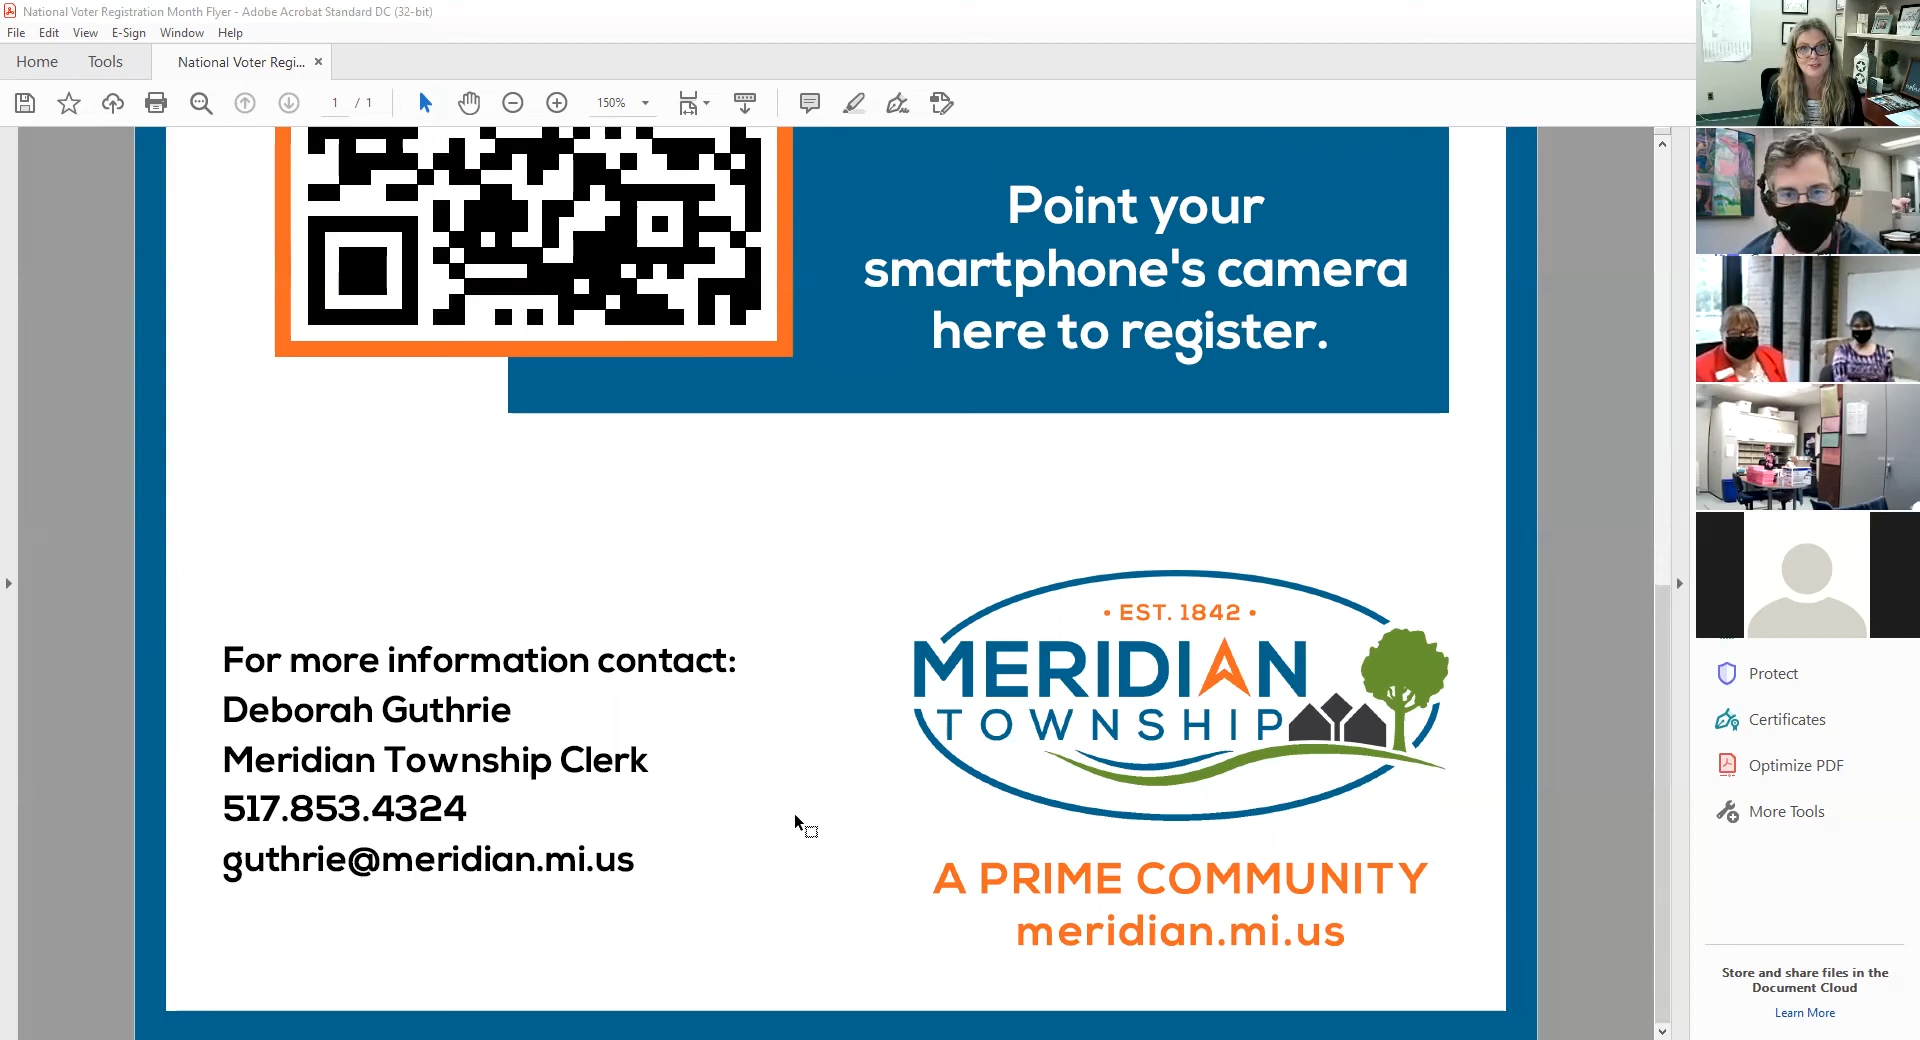 National Voter Registration Month Flyer - Adobe Acrobat Standard DC (32-bit)
File Edit View E-Sign Window Help
Home Tools National Voter Regi... ×
1 / 1 150%
Point your
smartphone's camera
here to register.
For more information contact:
Deborah Guthrie
Meridian Township Clerk
517.853.4324
guthrie@meridian.mi.us
• EST. 1842 •
MERIDIAN
TOWNSHIP
A PRIME COMMUNITY
meridian.mi.us
Protect
Certificates
Optimize PDF
More Tools
Store and share files in the
Document Cloud
Learn More